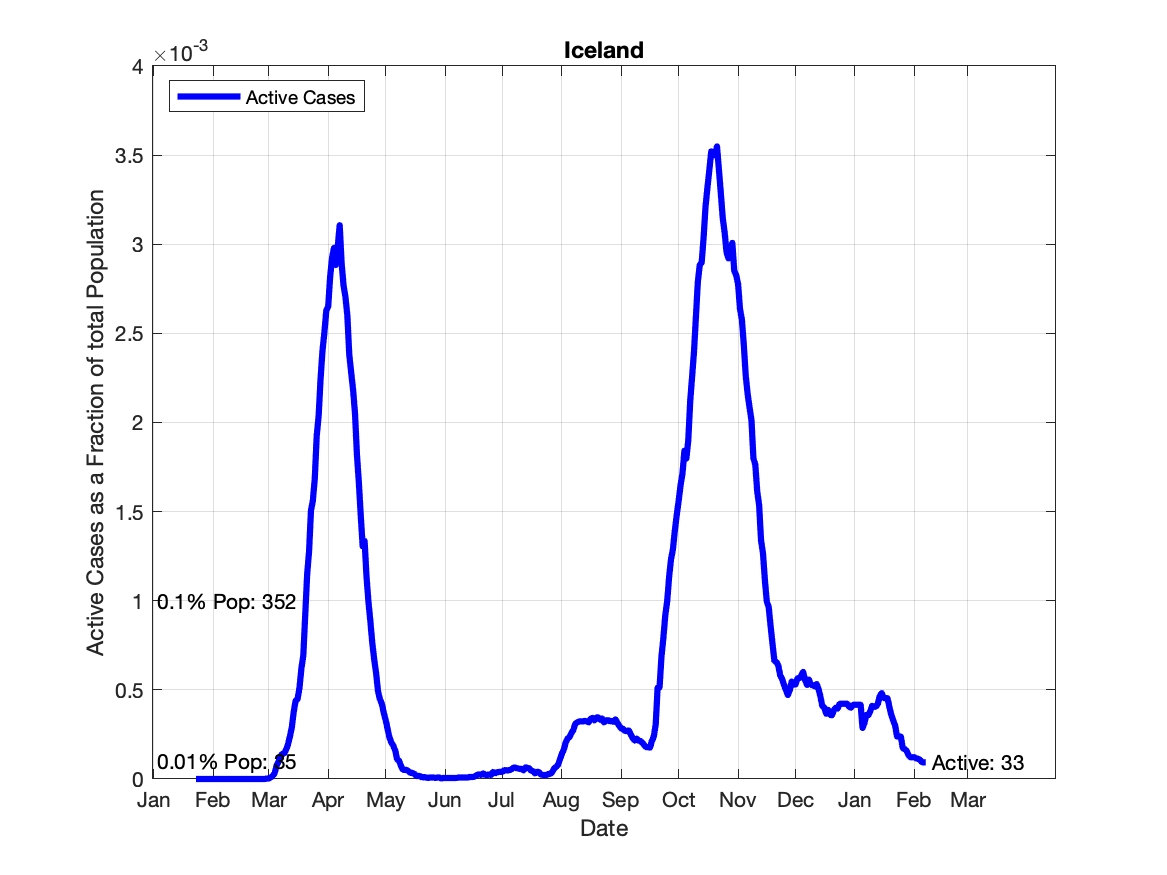 Iceland
×10-3
4
3.5
3
2.5
2
1.5
1
0.5
0
Active Cases as a Fraction of total Population
Active Cases
0.1% Pop: 352
0.01% Pop: 35
Active: 33
Jan Feb Mar Apr May Jun Jul Aug Sep Oct Nov Dec Jan Feb Mar
Date